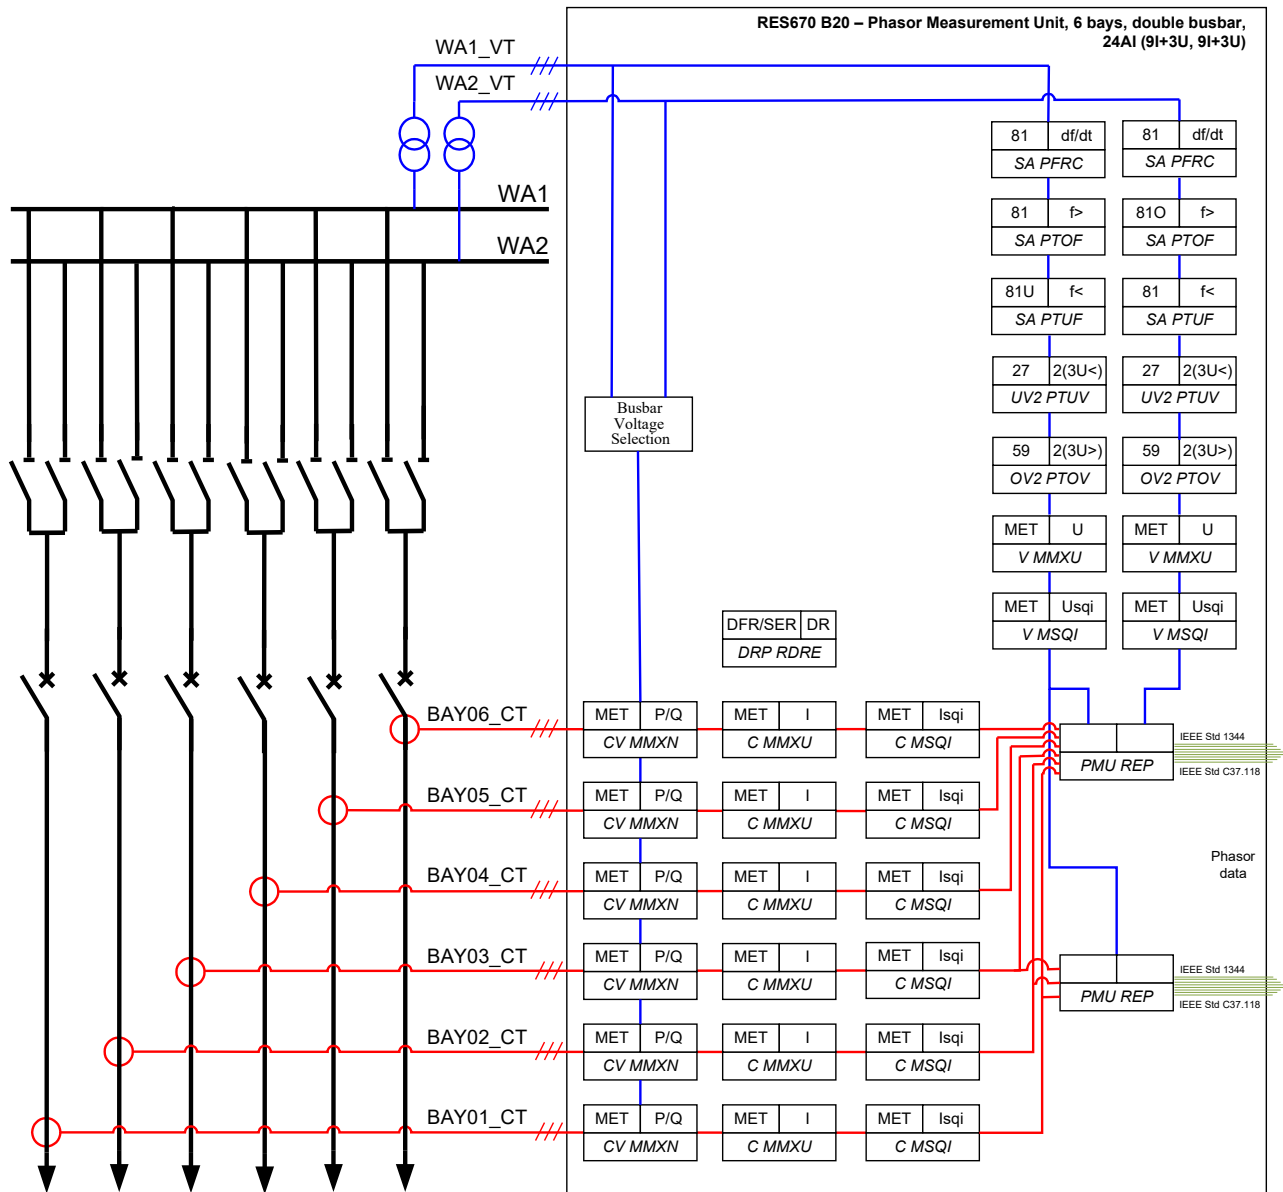 RES670 B20 – Phasor Measurement Unit, 6 bays, double busbar,
24AI (9I+3U, 9I+3U)
WA1_VT
WA2_VT
81 df/dt
SA PFRC
81 df/dt
SA PFRC
WA1
81 f>
SA PTOF
81O f>
SA PTOF
WA2
81U f<
SA PTUF
81 f<
SA PTUF
27 2(3U<)
UV2 PTUV
27 2(3U<)
UV2 PTUV
Busbar
Voltage
Selection
59 2(3U>)
OV2 PTOV
59 2(3U>)
OV2 PTOV
MET U
V MMXU
MET U
V MMXU
MET Usqi
V MSQI
MET Usqi
V MSQI
DFR/SER DR
DRP RDRE
BAY06_CT
MET P/Q
CV MMXN
MET I
C MMXU
MET Isqi
C MSQI
PMU REP
IEEE Std 1344
IEEE Std C37.118
BAY05_CT
MET P/Q
CV MMXN
MET I
C MMXU
MET Isqi
C MSQI
BAY04_CT
MET P/Q
CV MMXN
MET I
C MMXU
MET Isqi
C MSQI
Phasor
data
BAY03_CT
MET P/Q
CV MMXN
MET I
C MMXU
MET Isqi
C MSQI
PMU REP
IEEE Std 1344
IEEE Std C37.118
BAY02_CT
MET P/Q
CV MMXN
MET I
C MMXU
MET Isqi
C MSQI
BAY01_CT
MET P/Q
CV MMXN
MET I
C MMXU
MET Isqi
C MSQI